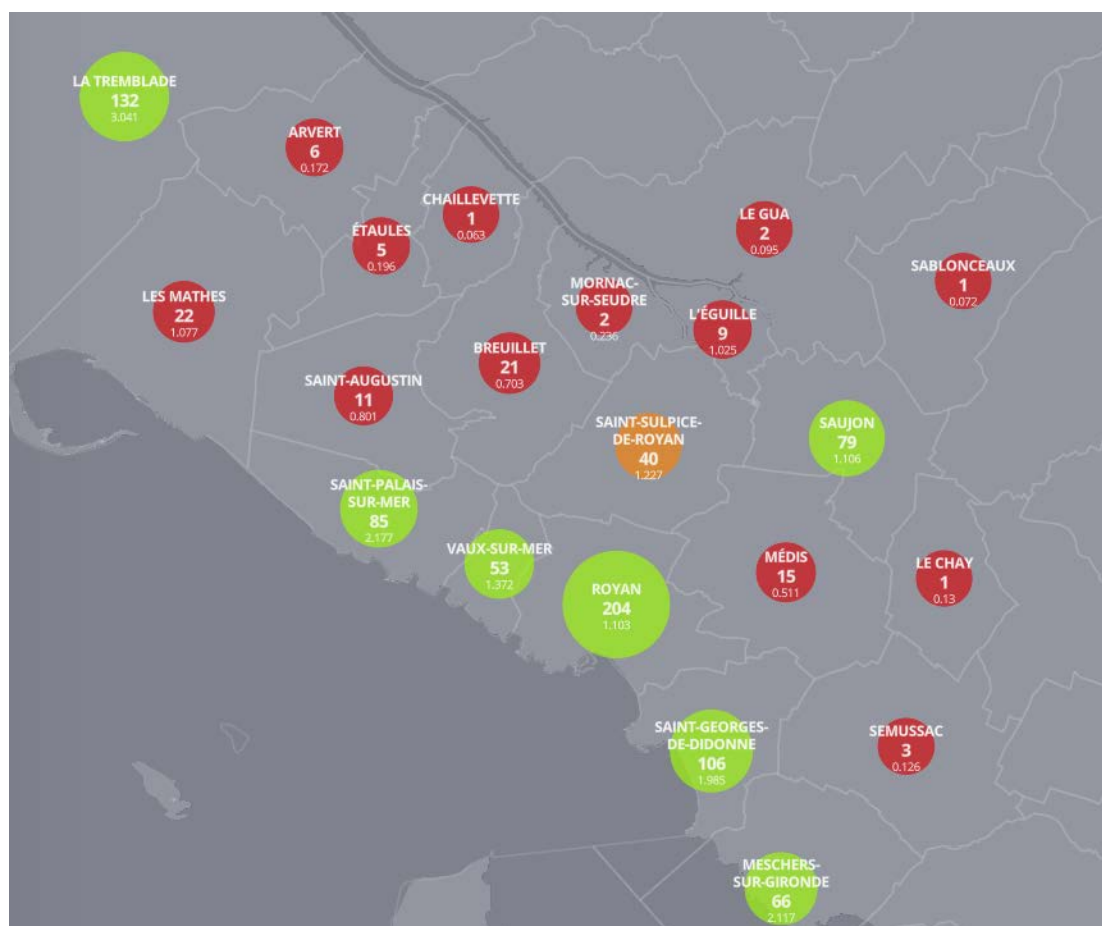 LA TREMBLADE
132
3.041
ARVERT
6
0.172
CHAILLEVETTE
1
0.063
LE GUA
2
0.095
ÉTAULES
5
0.196
SABLONCEAUX
1
0.072
LES MATHES
22
1.077
MORNAC-
SUR-SEUDRE
2
0.236
L'ÉGUILLE
9
1.025
BREUILLET
21
0.703
SAINT-AUGUSTIN
11
0.801
SAINT-SULPICE-
DE-ROYAN
40
1.227
SAUJON
79
1.106
SAINT-PALAIS-
SUR-MER
85
2.177
VAUX-SUR-MER
53
1.372
ROYAN
204
1.103
MÉDIS
15
0.511
LE CHAY
1
0.13
SAINT-GEORGES-
DE-DIDONNE
106
1.985
SEMUSSAC
3
0.126
MESCHERS-
SUR-GIRONDE
66
2.117